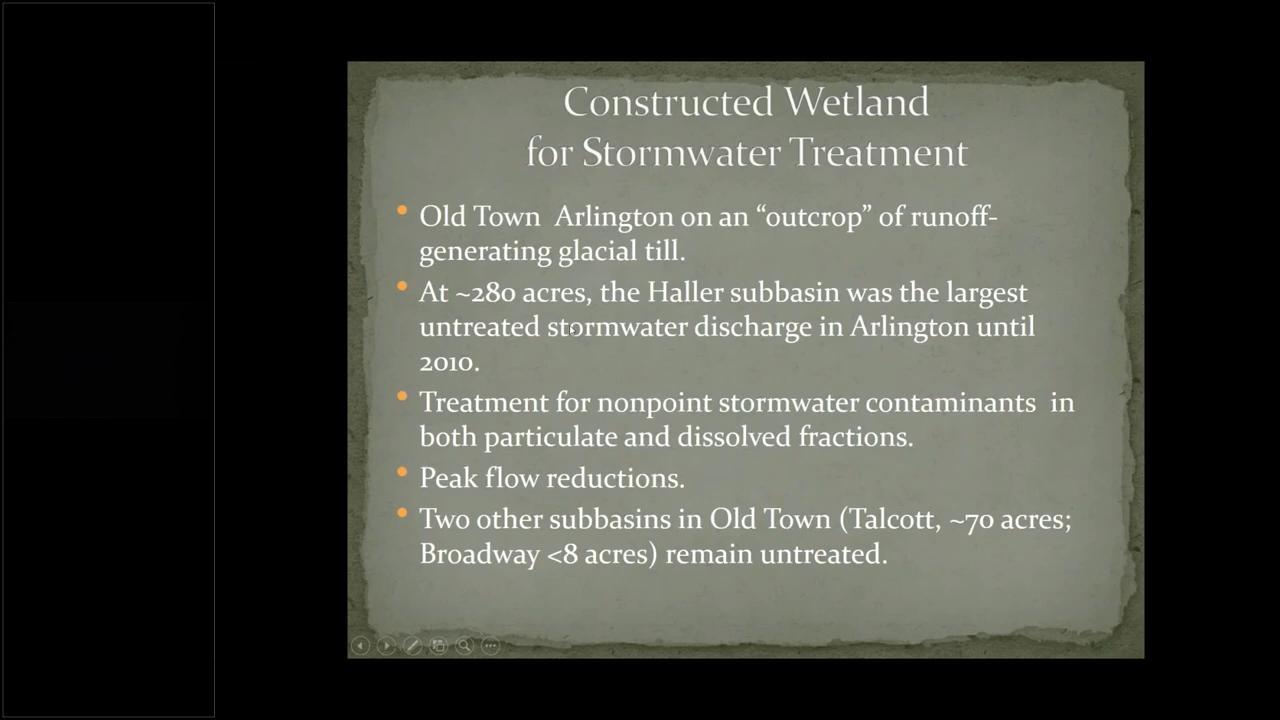 Constructed Wetland
for Stormwater Treatment
• Old Town  Arlington on an “outcrop” of runoff-
generating glacial till.
• At ~280 acres, the Haller subbasin was the largest
untreated stormwater discharge in Arlington until
2010.
• Treatment for nonpoint stormwater contaminants  in
both particulate and dissolved fractions.
• Peak flow reductions.
• Two other subbasins in Old Town (Talcott, ~70 acres;
Broadway <8 acres) remain untreated.